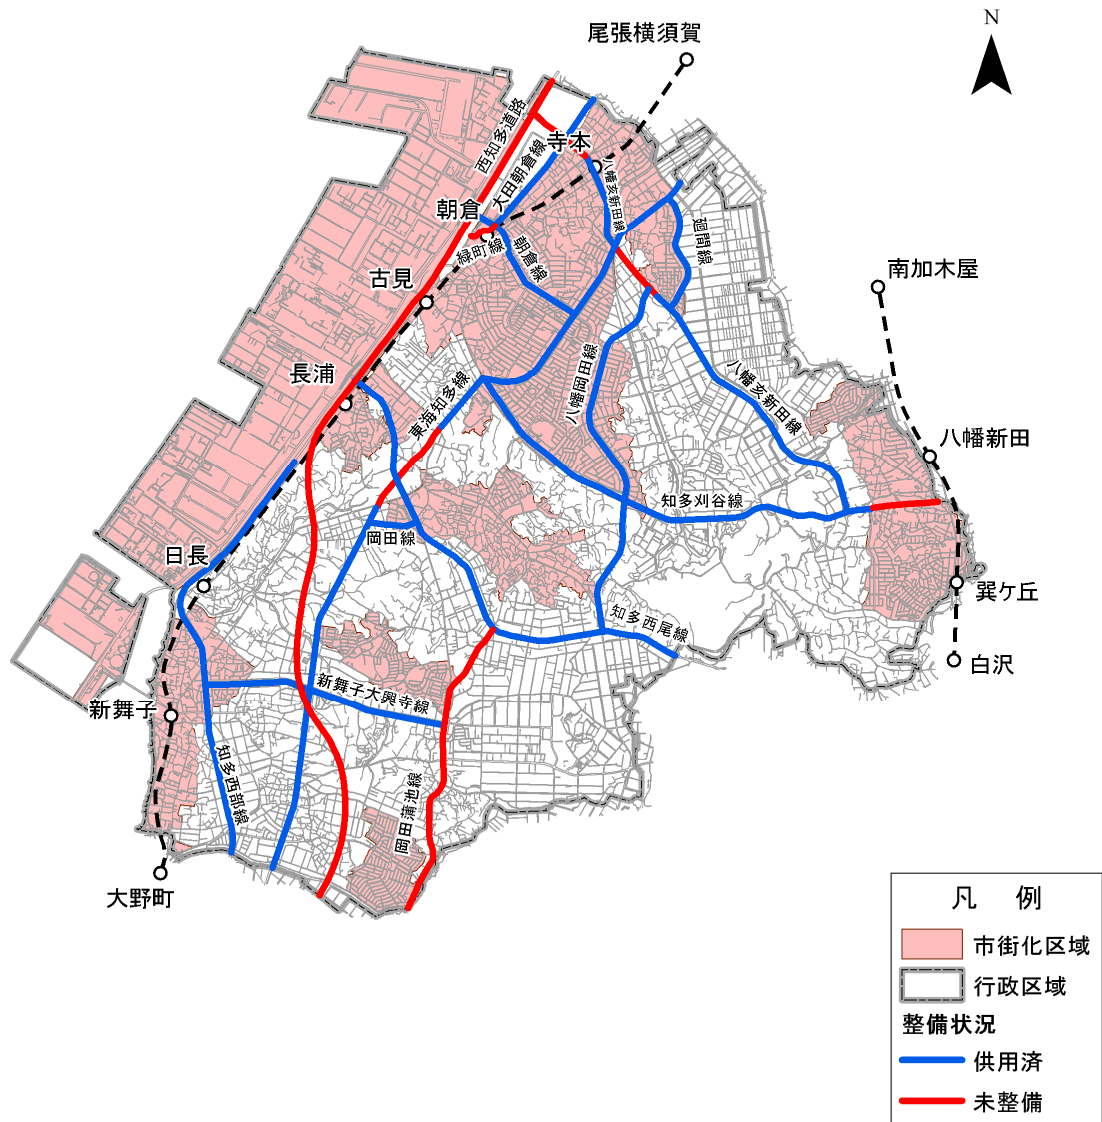 N
尾張横須賀
西知多道路
寺本
大田朝倉線
八幡亥新田線
朝倉
緑町線
朝倉線
廻間線
古見
南加木屋
長浦
東海知多線
八幡岡田線
八幡亥新田線
八幡新田
知多刈谷線
岡田線
日長
巽ケ丘
知多西尾線
白沢
新舞子大興寺線
新舞子
知多西部線
岡田蒲池線
大野町
凡 例
市街化区域
行政区域
整備状況
供用済
未整備